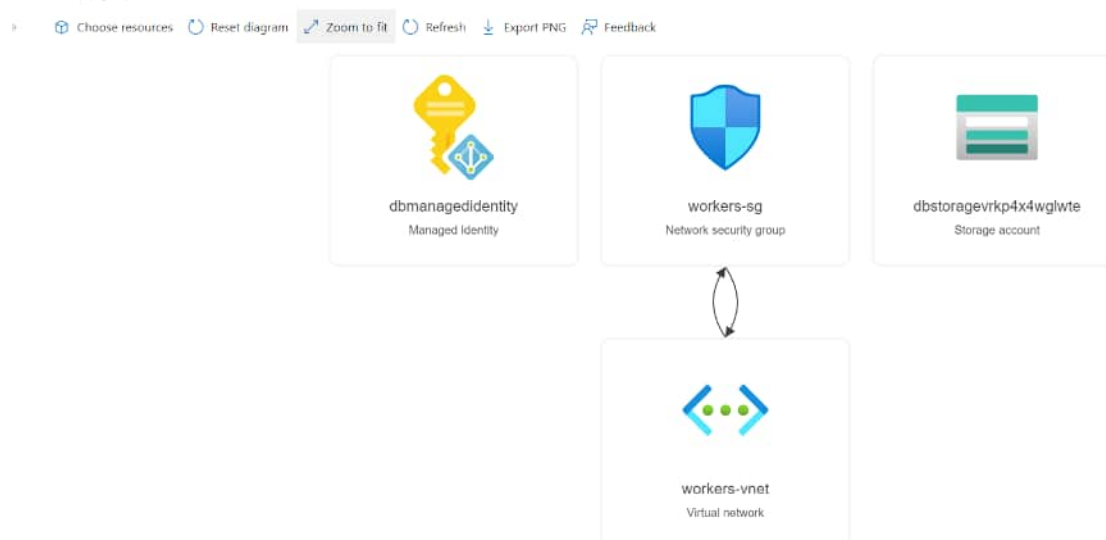 Choose resources Reset diagram Zoom to fit Refresh Export PNG Feedback
dbmanagedidentity
Managed Identity
workers-sg
Network security group
dbstoragevrkp4x4wglwte
Storage account
workers-vnet
Virtual network